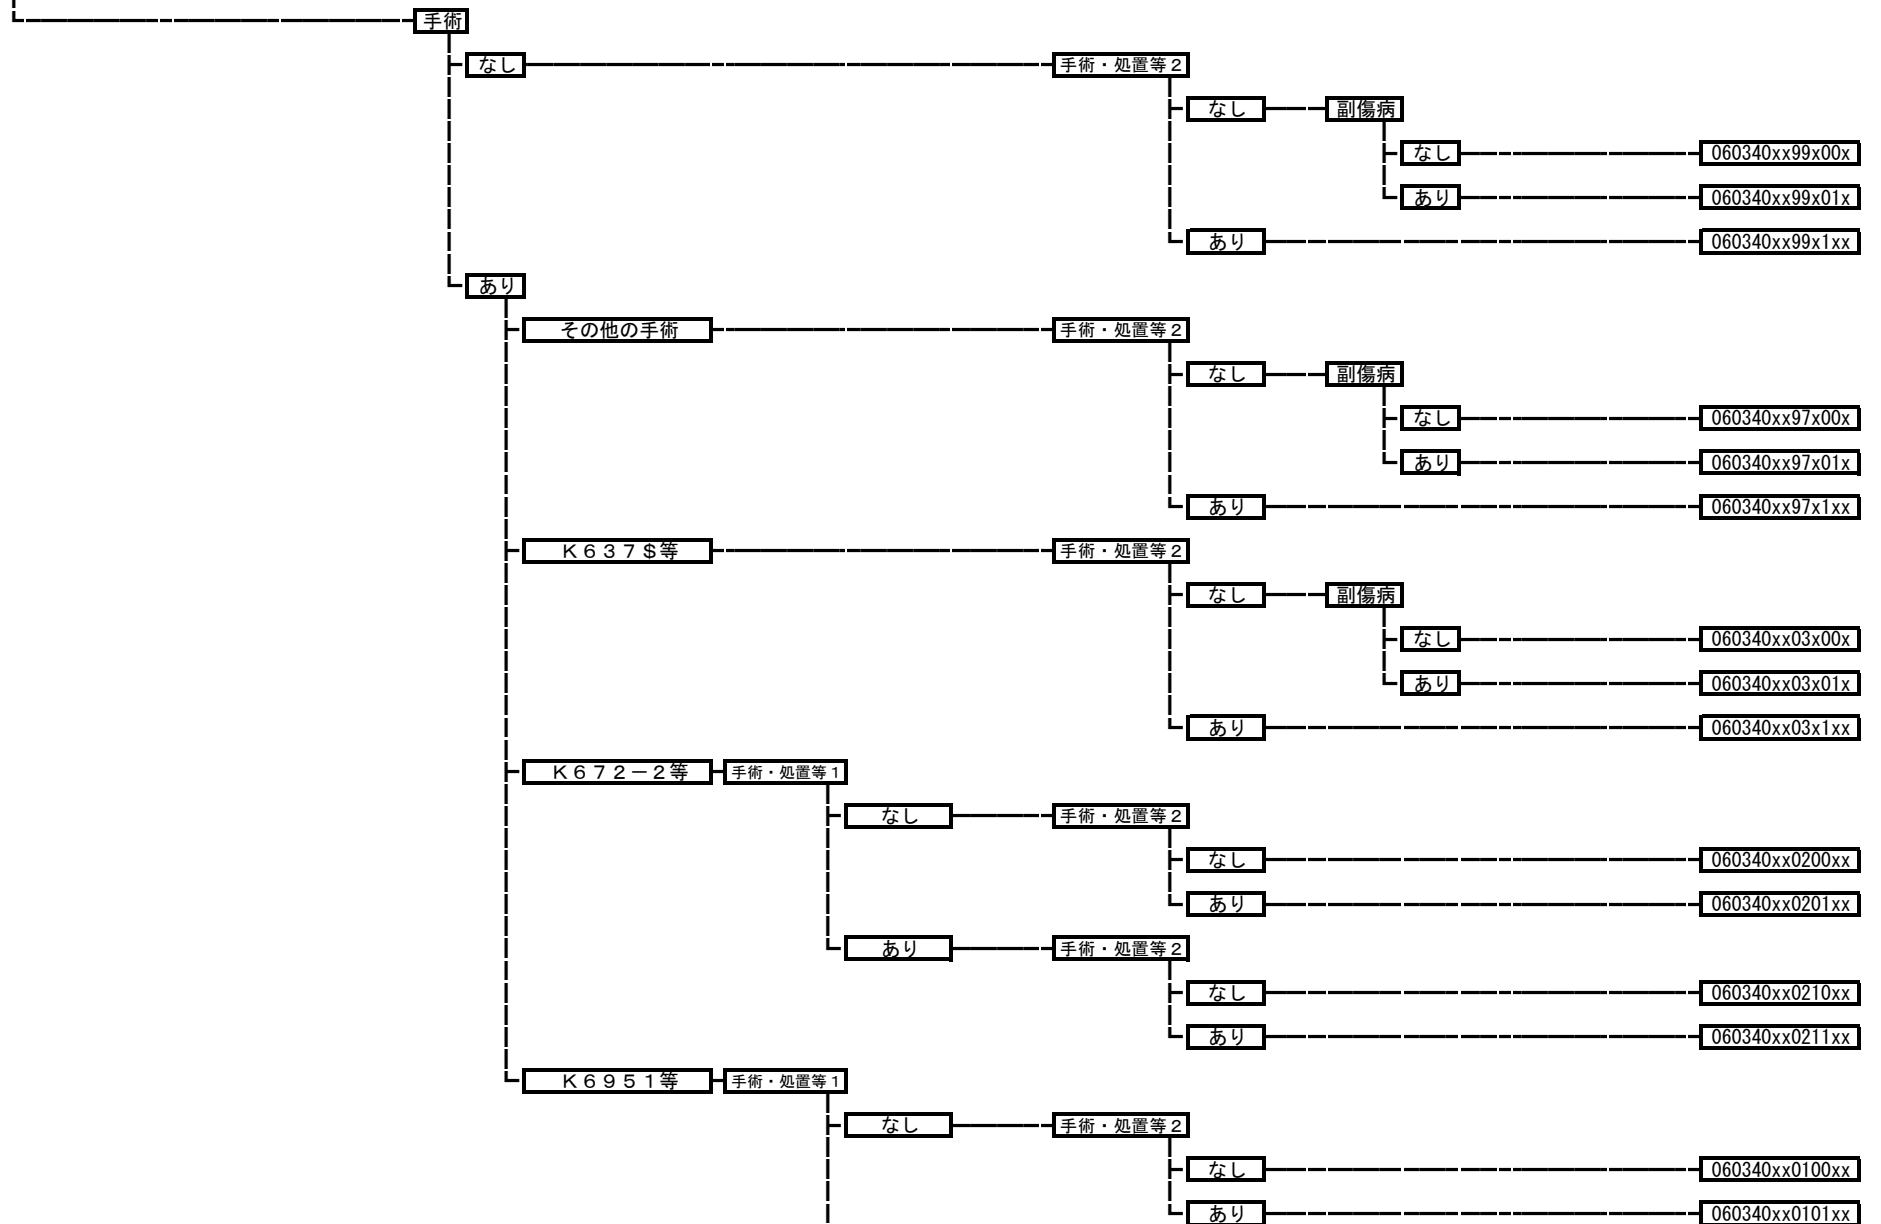 手術
なし 手術・処置等２
なし 副傷病
なし 060340xx99x00x
あり 060340xx99x01x
あり 060340xx99x1xx
あり
その他の手術 手術・処置等２
なし 副傷病
なし 060340xx97x00x
あり 060340xx97x01x
あり 060340xx97x1xx
Ｋ６３７＄等 手術・処置等２
なし 副傷病
なし 060340xx03x00x
あり 060340xx03x01x
あり 060340xx03x1xx
Ｋ６７２－２等 手術・処置等１
なし 手術・処置等２
なし 060340xx0200xx
あり 060340xx0201xx
あり 手術・処置等２
なし 060340xx0210xx
あり 060340xx0211xx
Ｋ６９５１等 手術・処置等１
なし 手術・処置等２
なし 060340xx0100xx
あり 060340xx0101xx